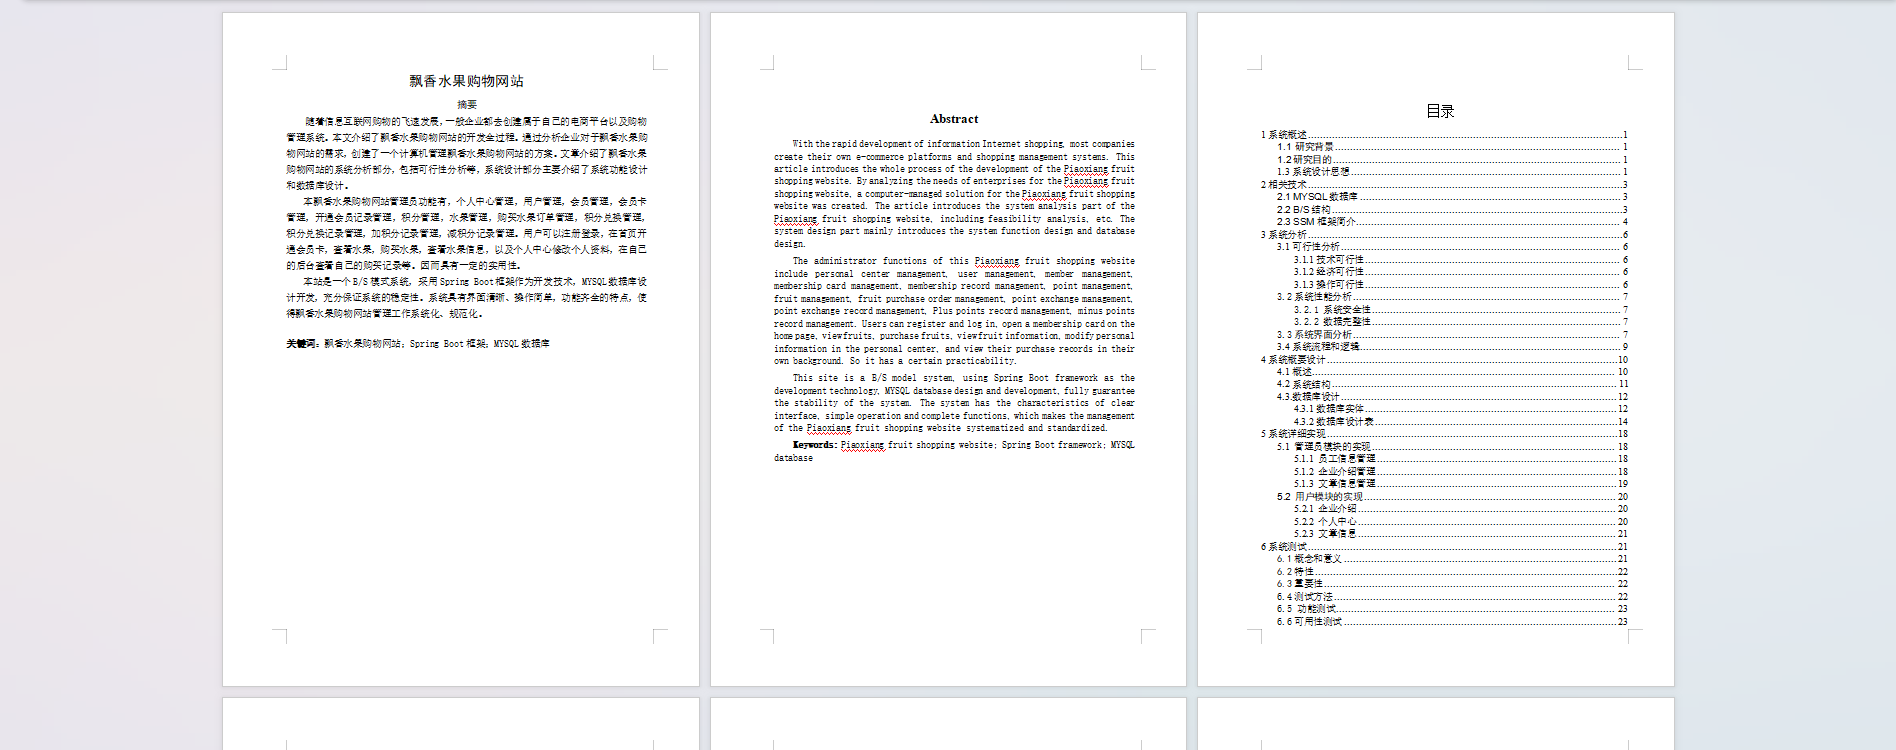 飘香水果购物网站
摘要
随着信息互联网购物的飞速发展，一般企业都去创建属于自己的电商平台以及购物
管理系统。本文介绍了飘香水果购物网站的开发全过程。通过分析企业对于飘香水果购
物网站的需求，创建了一个计算机管理飘香水果购物网站的方案。文章介绍了飘香水果
购物网站的系统分析部分，包括可行性分析等，系统设计部分主要介绍了系统功能设计
和数据库设计。
本飘香水果购物网站管理员功能有，个人中心管理，用户管理，会员管理，会员卡
管理，开通会员记录管理，积分管理，水果管理，购买水果订单管理，积分兑换管理，
积分兑换记录管理，加积分记录管理，减积分记录管理。用户可以注册登录，在首页开
通会员卡，查看水果，购买水果，查看水果信息，以及个人中心修改个人资料，在自己
的后台查看自己的购买记录等。因而具有一定的实用性。
本站是一个B/S模式系统，采用Spring Boot框架作为开发技术，MYSQL数据库设
计开发，充分保证系统的稳定性。系统具有界面清晰、操作简单，功能齐全的特点，使
得飘香水果购物网站管理工作系统化、规范化。
关键词：飘香水果购物网站；Spring Boot框架；MYSQL数据库
Abstract
With the rapid development of information Internet shopping, most companies
create their own e-commerce platforms and shopping management systems. This
article introduces the whole process of the development of the Piaoxiang fruit
shopping website. By analyzing the needs of enterprises for the Piaoxiang fruit
shopping website, a computer-managed solution for the Piaoxiang fruit shopping
website was created. The article introduces the system analysis part of the
Piaoxiang fruit shopping website, including feasibility analysis, etc. The
system design part mainly introduces the system function design and database
design.
The administrator functions of this Piaoxiang fruit shopping website
include personal center management, user management, member management,
membership card management, membership record management, point management,
fruit management, fruit purchase order management, point exchange management,
point exchange record management, Plus points record management, minus points
record management. Users can register and log in, open a membership card on the
home page, view fruits, purchase fruits, view fruit information, modify personal
information in the personal center, and view their purchase records in their
own background. So it has a certain practicability.
This site is a B/S model system, using Spring Boot framework as the
development technology, MYSQL database design and development, fully guarantee
the stability of the system. The system has the characteristics of clear
interface, simple operation and complete functions, which makes the management
of the Piaoxiang fruit shopping website systematized and standardized.
Keywords: Piaoxiang fruit shopping website; Spring Boot framework; MYSQL
database
目录
1 系统概述 1
1.1 研究背景 1
1.2 研究目的 1
1.3 系统设计思想 1
2 相关技术 3
2.1 MYSQL 数据库 3
2.2 B/S 结构 3
2.3 SSM 框架简介 4
3 系统分析 6
3.1 可行性分析 6
3.1.1 技术可行性 6
3.1.2 经济可行性 6
3.1.3 操作可行性 6
3.2 系统性能分析 7
3.2.1 系统安全性 7
3.2.2 数据完整性 7
3.3 系统界面分析 7
3.4 系统流程和逻辑 9
4 系统概要设计 10
4.1 概述 10
4.2 系统结构 11
4.3.数据库设计 12
4.3.1 数据库实体 12
4.3.2 数据库设计表 14
5 系统详细实现 18
5.1 管理员模块的实现 18
5.1.1 员工信息管理 18
5.1.2 企业介绍管理 18
5.1.3 文章信息管理 19
5.2 用户模块的实现 20
5.2.1 企业介绍 20
5.2.2 个人中心 20
5.2.3 文章信息 21
6 系统测试 21
6.1 概念和意义 21
6.2 特性 22
6.3 重要性 22
6.4 测试方法 22
6.5 功能测试 23
6.6 可用性测试 23